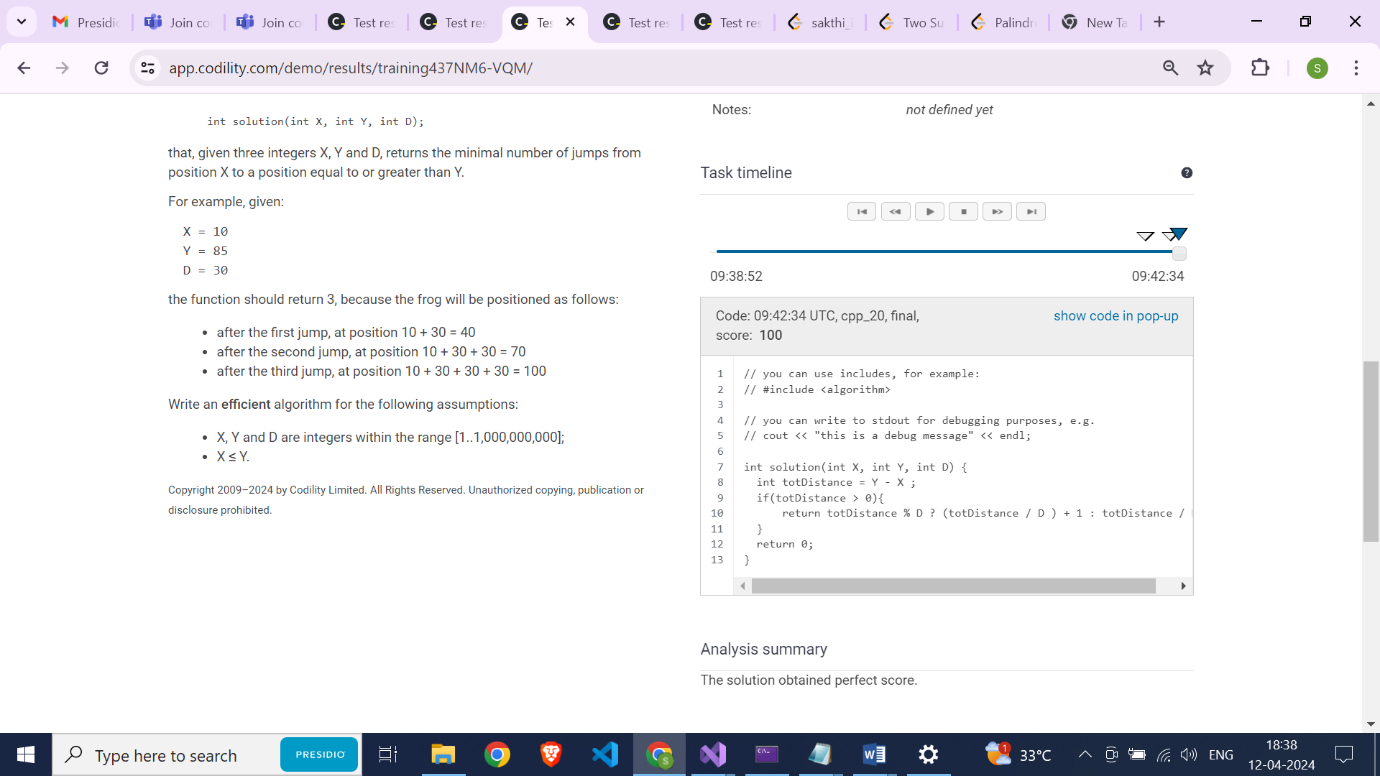 Presidio
Join co
Join co
Test res
Test res
Tes
Test res
Test res
sakthi_
Two Su
Palindr
New Ta
app.codility.com/demo/results/training437NM6-VQM/
S
int solution(int X, int Y, int D);
that, given three integers X, Y and D, returns the minimal number of jumps from
position X to a position equal to or greater than Y.
For example, given:
X = 10
Y = 85
D = 30
the function should return 3, because the frog will be positioned as follows:
• after the first jump, at position 10 + 30 = 40
• after the second jump, at position 10 + 30 + 30 = 70
• after the third jump, at position 10 + 30 + 30 + 30 = 100
Write an efficient algorithm for the following assumptions:
• X, Y and D are integers within the range [1..1,000,000,000];
• X ≤ Y.
Copyright 2009–2024 by Codility Limited. All Rights Reserved. Unauthorized copying, publication or
disclosure prohibited.
Notes: not defined yet
Task timeline
?
09:38:52 09:42:34
Code: 09:42:34 UTC, cpp_20, final,
score: 100
show code in pop-up
1 // you can use includes, for example:
2 // #include <algorithm>
3
4 // you can write to stdout for debugging purposes, e.g.
5 // cout << "this is a debug message" << endl;
6
7 int solution(int X, int Y, int D) {
8 int totDistance = Y - X ;
9 if(totDistance > 0){
10 return totDistance % D ? (totDistance / D ) + 1 : totDistance /
11 }
12 return 0;
13 }
Analysis summary
The solution obtained perfect score.
Type here to search
PRESIDIO
1
33°C
ENG
18:38
12-04-2024